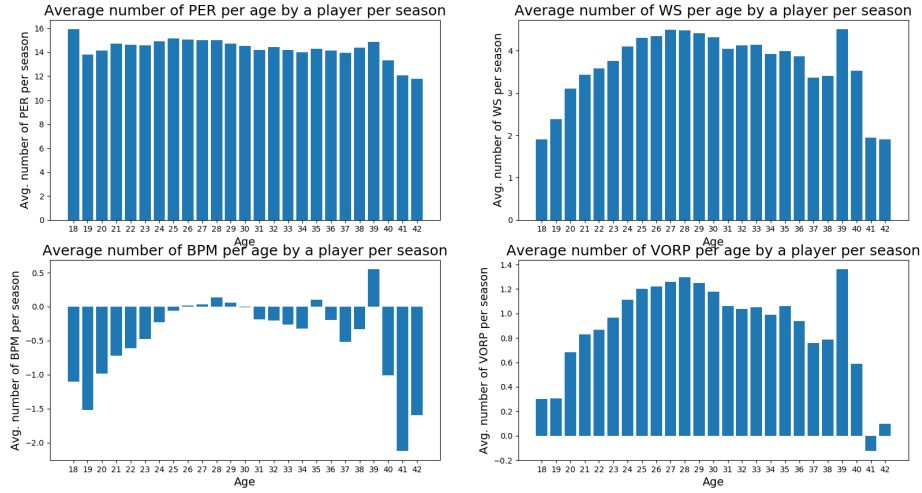 Average number of PER per age by a player per season
Avg. number of PER per season
16
14
12
10
8
6
4
2
0
18 19 20 21 22 23 24 25 26 27 28 29 30 31 32 33 34 35 36 37 38 39 40 41 42
Age
Average number of WS per age by a player per season
Avg. number of WS per season
4
3
2
1
0
18 19 20 21 22 23 24 25 26 27 28 29 30 31 32 33 34 35 36 37 38 39 40 41 42
Age
Average number of BPM per age by a player per season
Avg. number of BPM per season
0.5
0.0
−0.5
−1.0
−1.5
−2.0
18 19 20 21 22 23 24 25 26 27 28 29 30 31 32 33 34 35 36 37 38 39 40 41 42
Age
Average number of VORP per age by a player per season
Avg. number of VORP per season
1.4
1.2
1.0
0.8
0.6
0.4
0.2
0.0
−0.2
18 19 20 21 22 23 24 25 26 27 28 29 30 31 32 33 34 35 36 37 38 39 40 41 42
Age